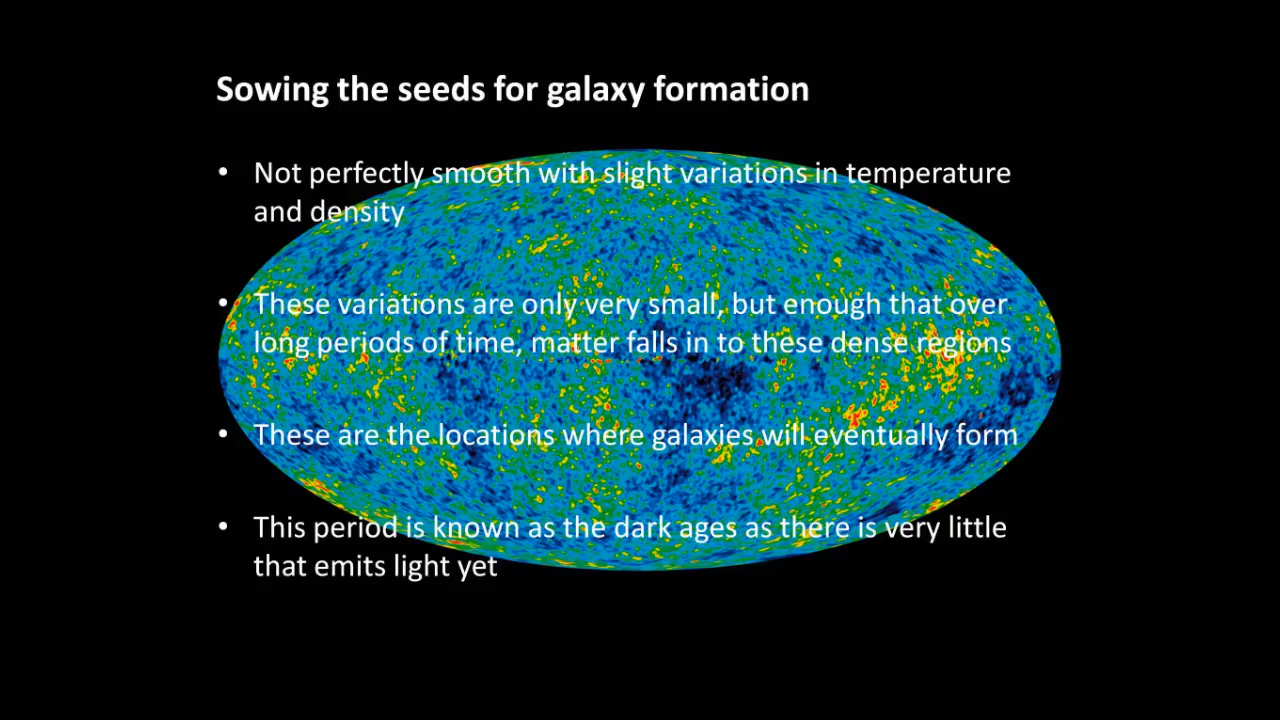 Sowing the seeds for galaxy formation
• Not perfectly smooth with slight variations in temperature
and density
• These variations are only very small, but enough that over
long periods of time, matter falls in to these dense regions
• These are the locations where galaxies will eventually form
• This period is known as the dark ages as there is very little
that emits light yet